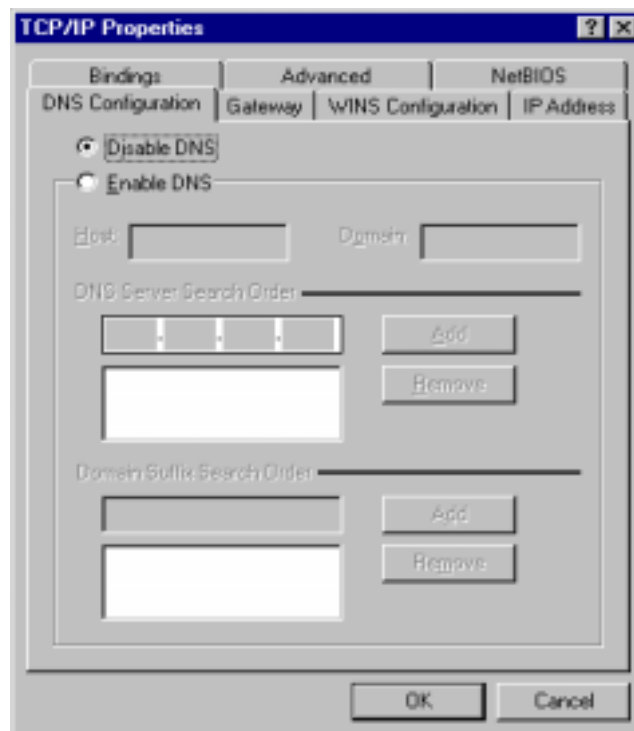 TCP/IP Properties
Bindings Advanced NetBIOS
DNS Configuration Gateway WINS Configuration IP Address
Disable DNS
Enable DNS
Host: Domain:
DNS Server Search Order
. . .
Add
Remove
Domain Suffix Search Order
Add
Remove
OK Cancel